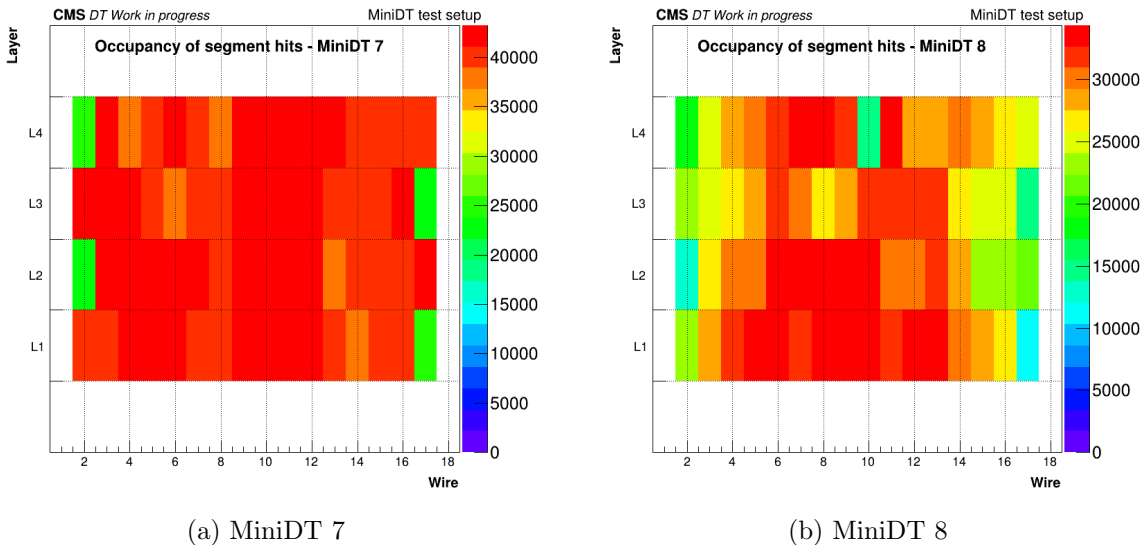 CMS DT Work in progress MiniDT test setup
Occupancy of segment hits - MiniDT 7
Layer
L4
L3
L2
L1
2 4 6 8 10 12 14 16 18
Wire
40000
35000
30000
25000
20000
15000
10000
5000
0
(a) MiniDT 7
CMS DT Work in progress MiniDT test setup
Occupancy of segment hits - MiniDT 8
Layer
L4
L3
L2
L1
2 4 6 8 10 12 14 16 18
Wire
30000
25000
20000
15000
10000
5000
0
(b) MiniDT 8